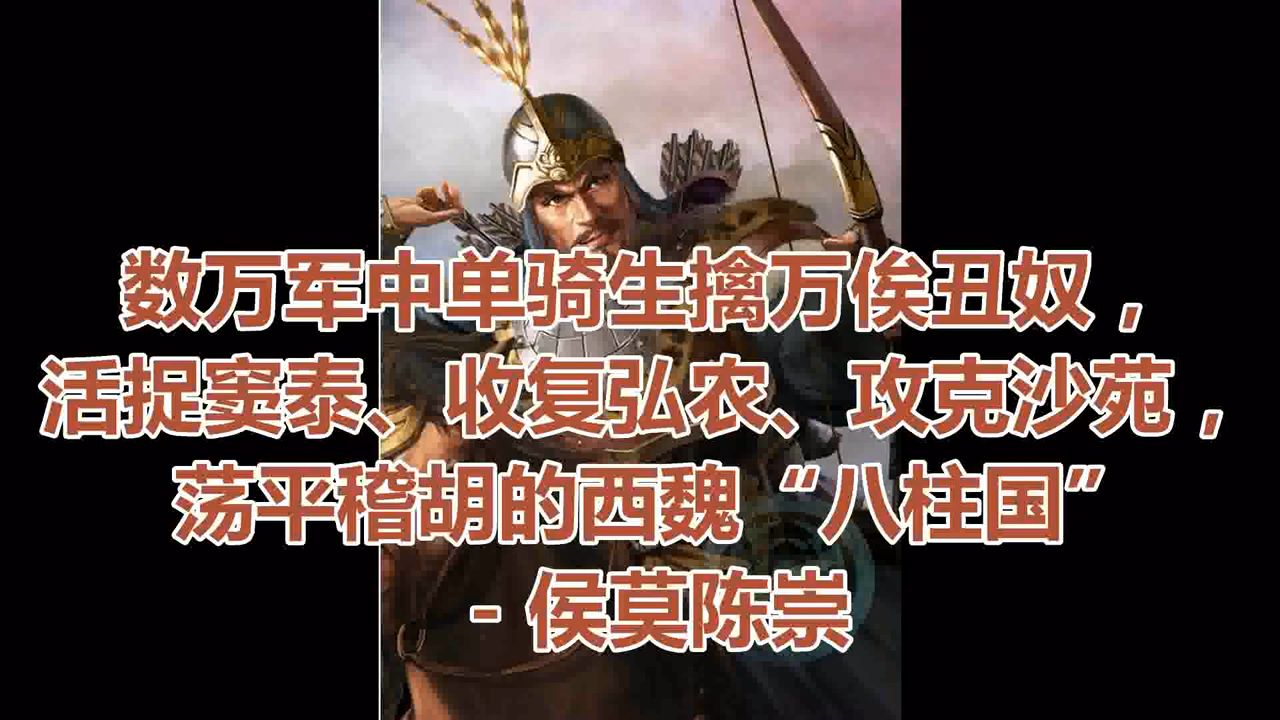 数万军中单骑生擒万俟丑奴，
活捉窦泰、收复弘农、攻克沙苑，
荡平稽胡的西魏“八柱国”
- 侯莫陈崇